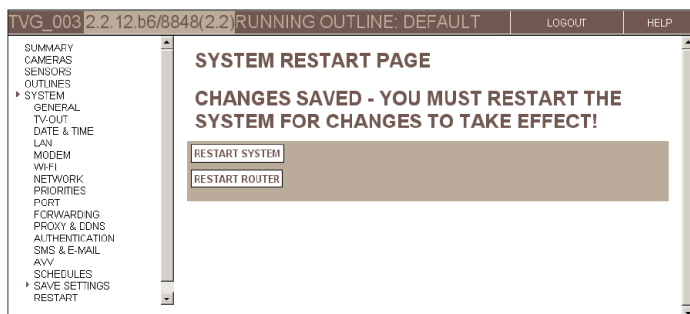 TVG_003 2.2.12.b6/8848(2.2)RUNNING OUTLINE: DEFAULT LOGOUT HELP
SUMMARY
CAMERAS
SENSORS
OUTLINES
SYSTEM
GENERAL
TV-OUT
DATE & TIME
LAN
MODEM
WI-FI
NETWORK
PRIORITIES
PORT
FORWARDING
PROXY & DDNS
AUTHENTICATION
SMS & E-MAIL
AVV
SCHEDULES
SAVE SETTINGS
RESTART
SYSTEM RESTART PAGE
CHANGES SAVED - YOU MUST RESTART THE
SYSTEM FOR CHANGES TO TAKE EFFECT!
RESTART SYSTEM
RESTART ROUTER